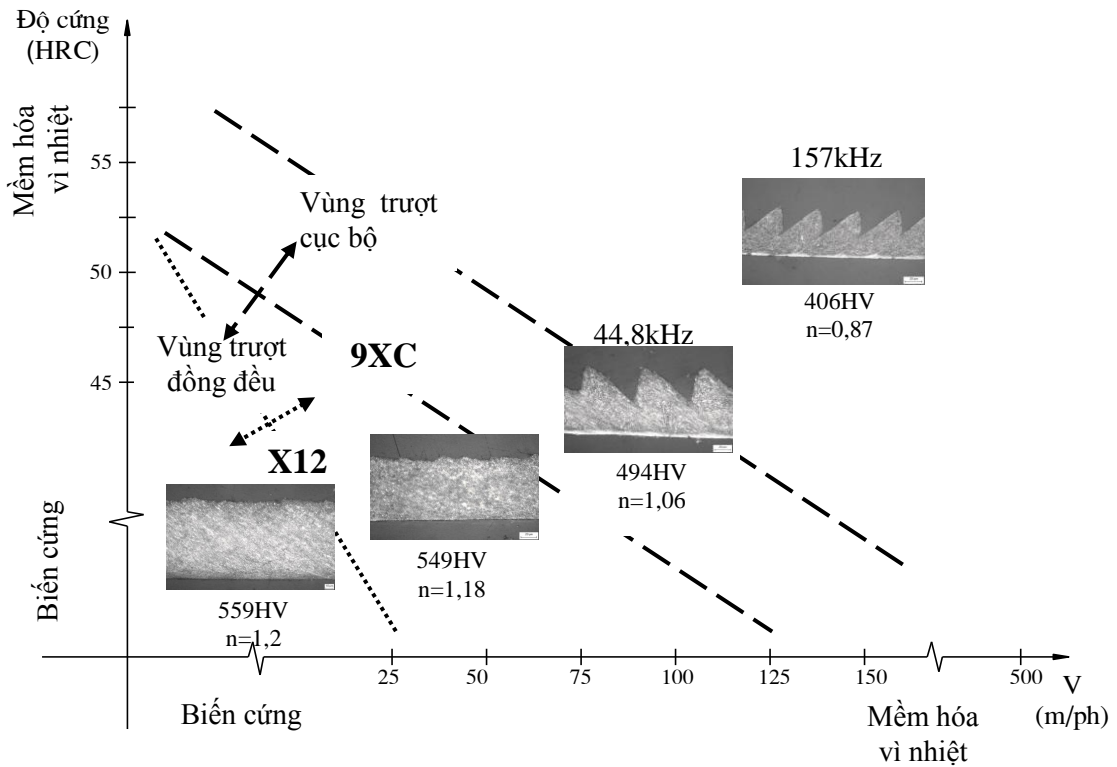 Độ cứng
(HRC)
Mềm hóa
vì nhiệt
55
50
45
Biến cứng
Vùng trượt
cục bộ
Vùng trượt
đồng đều
9XC
X12
157kHz
406HV
n=0,87
44,8kHz
494HV
n=1,06
549HV
n=1,18
559HV
n=1,2
25
50
75
100
125
150
500
V
(m/ph)
Biến cứng
Mềm hóa
vì nhiệt